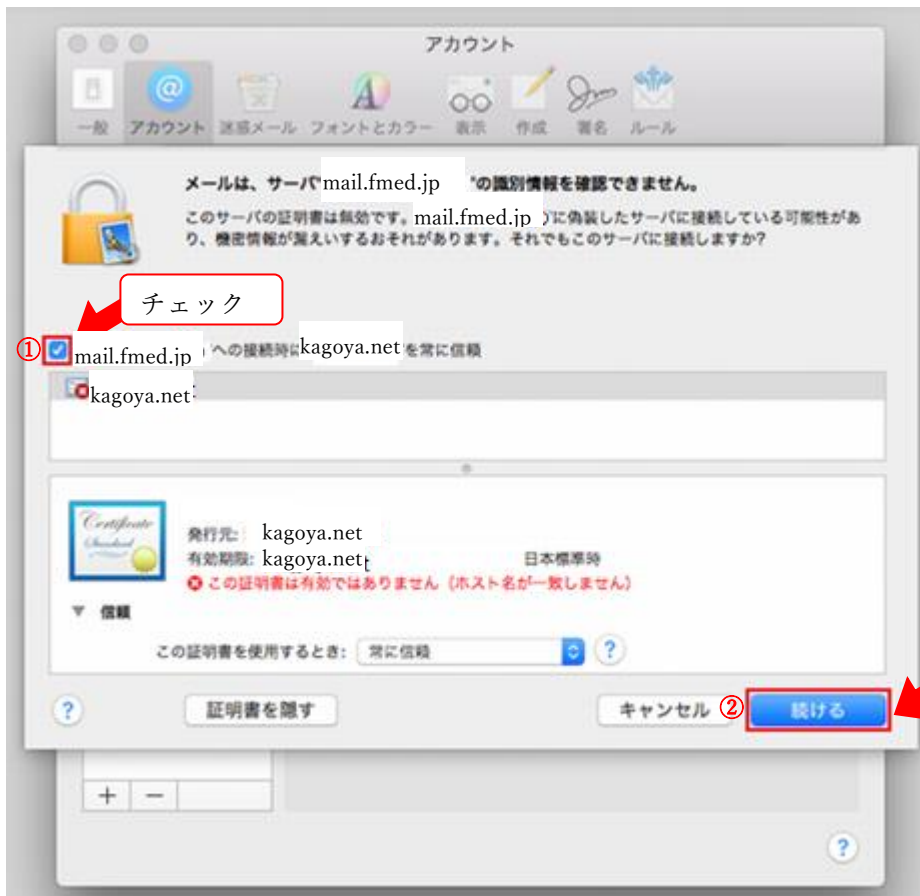 アカウント
一般 アカウント 迷惑メール フォントとカラー 表示 作成 署名 ルール
メールは、サーバ"mail.fmed.jp "の識別情報を確認できません。
このサーバの証明書は無効です。mail.fmed.jp に偽装したサーバに接続している可能性があ
り、機密情報が漏えいするおそれがあります。それでもこのサーバに接続しますか?
チェック
① mail.fmed.jp "への接続時にkagoya.net"を常に信頼
kagoya.net
Certificate
Standard
発行元: kagoya.net
有効期限: kagoya.net 日本標準時
この証明書は有効ではありません(ホスト名が一致しません)
▼ 信頼
この証明書を使用するとき: 常に信頼 ?
? 証明書を隠す キャンセル ② 続ける
+ −
?